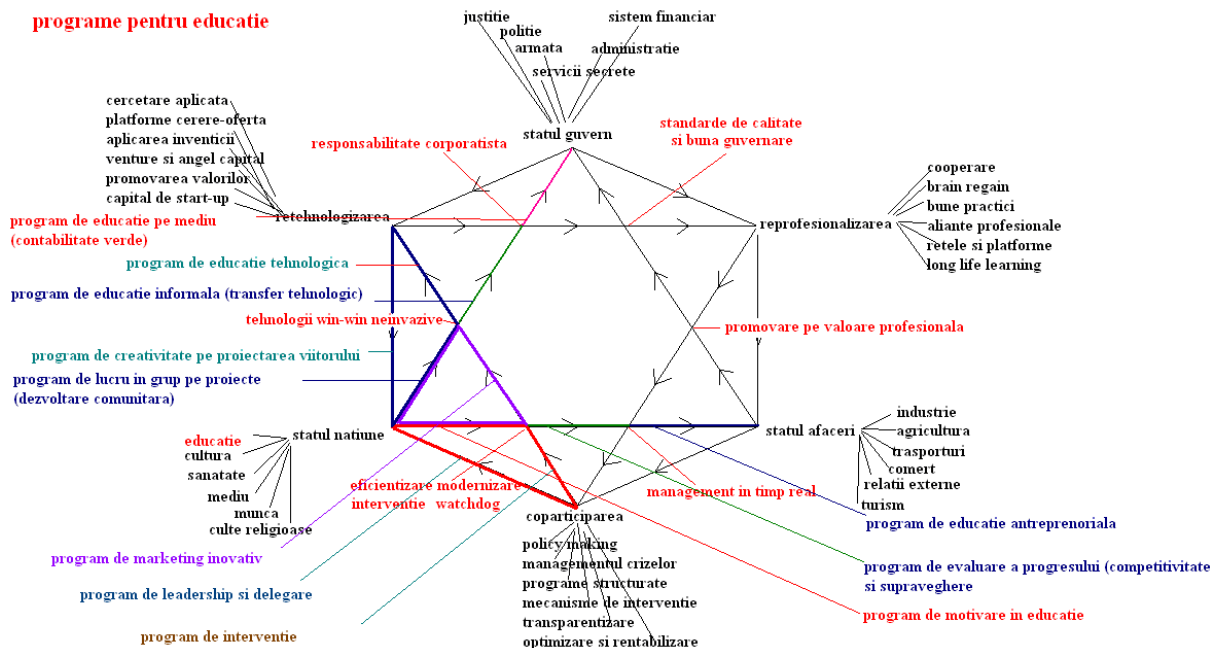 programe pentru educatie
justitie
sistem financiar
politie
armata
administratie
servicii secrete
statul guvern
cercetare aplicata
platforme cerere-oferta
aplicarea inventicii
venture si angel capital
promovarea valorilor
capital de start-up
retehnologizarea
responsabilitate corporatista
standarde de calitate
si buna guvernare
cooperare
brain regain
bune practici
aliante profesionale
retele si platforme
long life learning
reprofesionalizarea
program de educatie pe mediu
(contabilitate verde)
program de educatie tehnologica
program de educatie informala (transfer tehnologic)
tehnologii win-win neinvazive
promovare pe valoare profesionala
program de creativitate pe proiectarea viitorului
program de lucru in grup pe proiecte
(dezvoltare comunitara)
statul natiune
educatie
cultura
sanatate
mediu
munca
culte religioase
statul afaceri
industrie
agricultura
trasporturi
comert
relatii externe
turism
eficientizare modernizare
interventie watchdog
management in timp real
coparticiparea
policy making
managementul crizelor
programe structurate
mecanisme de interventie
transparentizare
optimizare si rentabilizare
program de educatie antreprenoriala
program de marketing inovativ
program de evaluare a progresului (competitivitate
si supraveghere
program de leadership si delegare
program de motivare in educatie
program de interventie